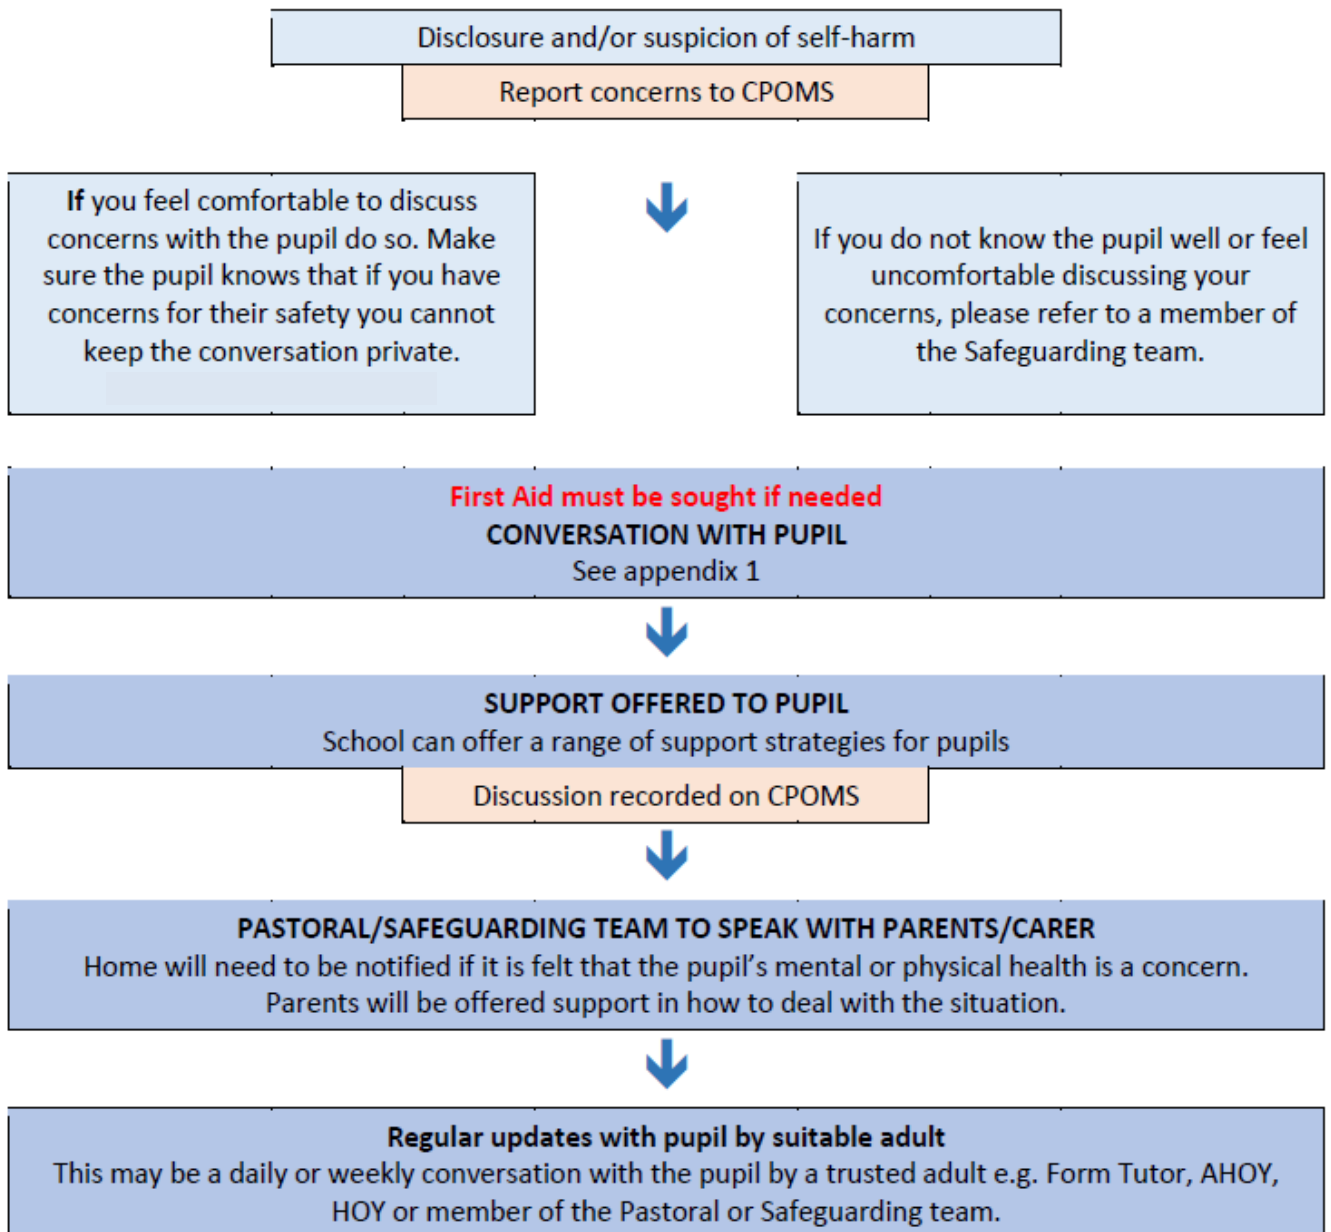 Disclosure and/or suspicion of self-harm
Report concerns to CPOMS
If you feel comfortable to discuss
concerns with the pupil do so. Make
sure the pupil knows that if you have
concerns for their safety you cannot
keep the conversation private.
If you do not know the pupil well or feel
uncomfortable discussing your
concerns, please refer to a member of
the Safeguarding team.
First Aid must be sought if needed
CONVERSATION WITH PUPIL
See appendix 1
SUPPORT OFFERED TO PUPIL
School can offer a range of support strategies for pupils
Discussion recorded on CPOMS
PASTORAL/SAFEGUARDING TEAM TO SPEAK WITH PARENTS/CARER
Home will need to be notified if it is felt that the pupil’s mental or physical health is a concern.
Parents will be offered support in how to deal with the situation.
Regular updates with pupil by suitable adult
This may be a daily or weekly conversation with the pupil by a trusted adult e.g. Form Tutor, AHOY,
HOY or member of the Pastoral or Safeguarding team.